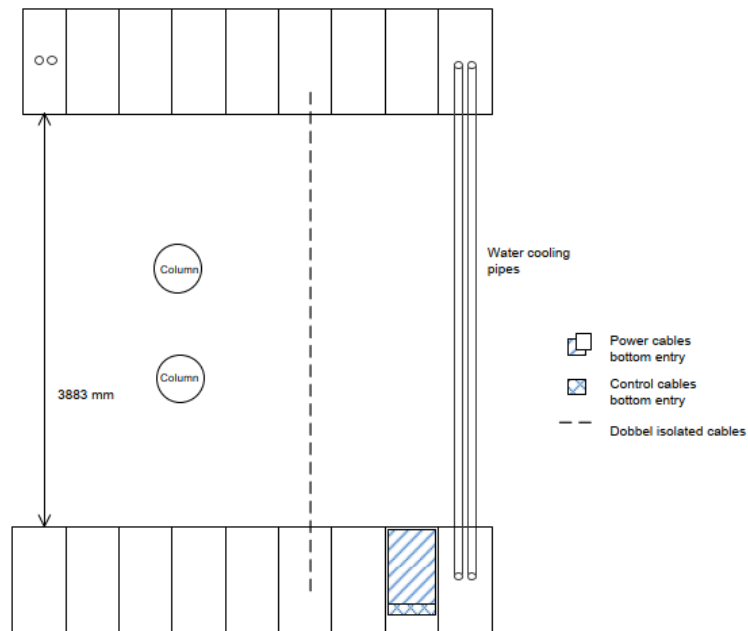 Column
Water cooling
pipes
Power cables
bottom entry
Column
Control cables
bottom entry
3883 mm
Dobbel isolated cables